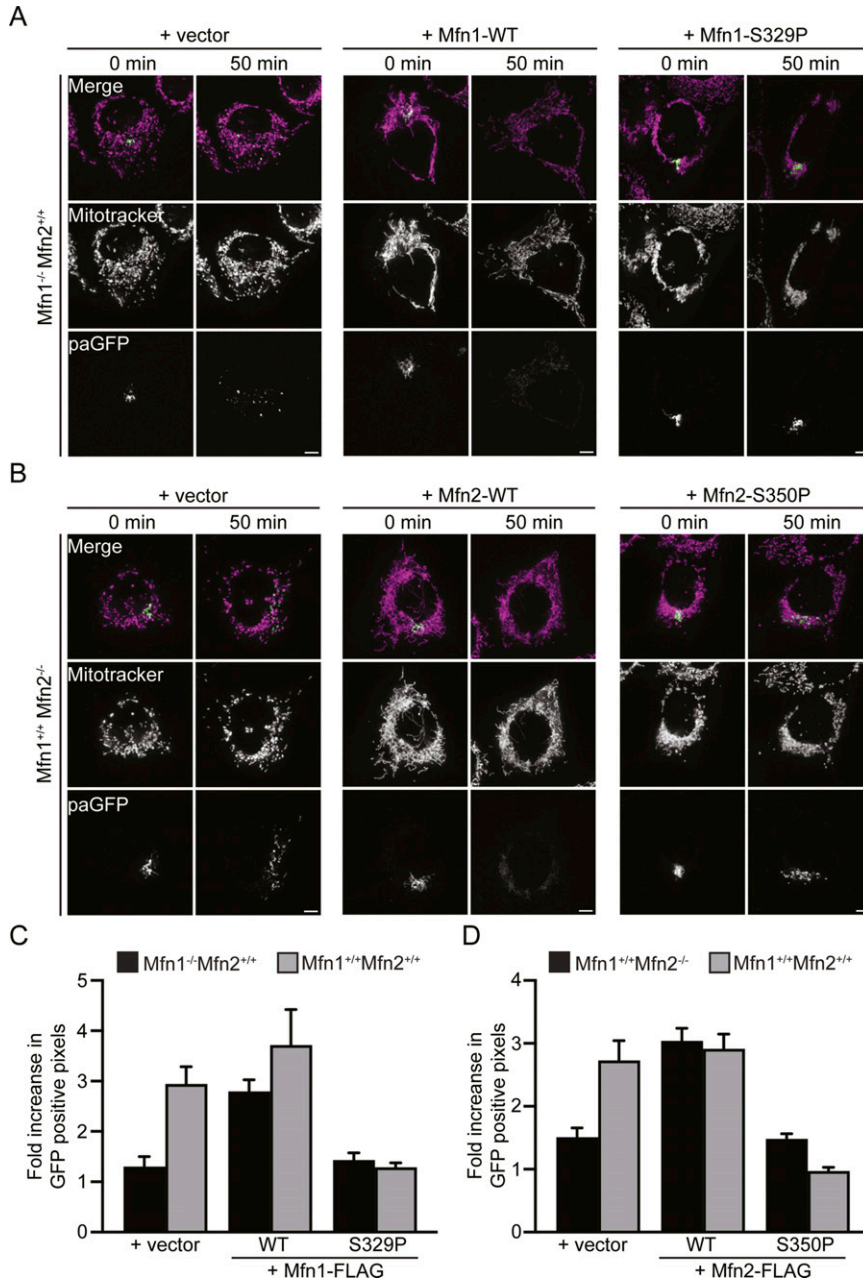 A
+ vector + Mfn1-WT + Mfn1-S329P
0 min 50 min 0 min 50 min 0 min 50 min
Merge
Mitotracker
paGFP
Mfn1-/- Mfn2+/+
B
+ vector + Mfn2-WT + Mfn2-S350P
0 min 50 min 0 min 50 min 0 min 50 min
Merge
Mitotracker
paGFP
Mfn1+/+ Mfn2-/-
C
Mfn1-/-Mfn2+/+ Mfn1+/+Mfn2+/+
Fold increanse in
GFP positive pixels
5
4
3
2
1
0
+ vector WT S329P
+ Mfn1-FLAG
D
Mfn1+/+Mfn2-/- Mfn1+/+Mfn2+/+
Fold increanse in
GFP positive pixels
4
3
2
1
0
+ vector WT S350P
+ Mfn2-FLAG